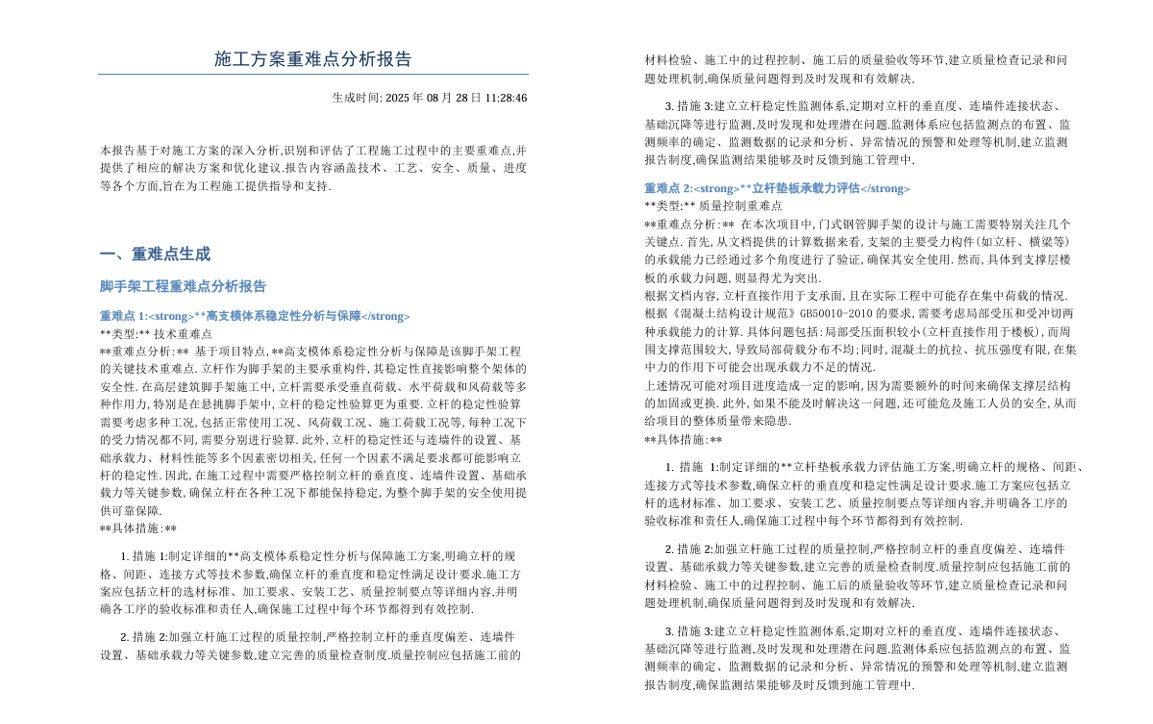 施工方案重难点分析报告
生成时间: 2025 年 08 月 28 日 11:28:46
本报告基于对施工方案的深入分析,识别和评估了工程施工过程中的主要重难点,并
提供了相应的解决方案和优化建议.报告内容涵盖技术、工艺、安全、质量、进度
等各个方面,旨在为工程施工提供指导和支持.
一、重难点生成
脚手架工程重难点分析报告
重难点 1:<strong>**高支模体系稳定性分析与保障</strong>
**类型:** 技术重难点
**重难点分析:** 基于项目特点,**高支模体系稳定性分析与保障是该脚手架工程
的关键技术重难点. 立杆作为脚手架的主要承重构件, 其稳定性直接影响整个架体的
安全性. 在高层建筑脚手架施工中, 立杆需要承受垂直荷载、水平荷载和风荷载等多
种作用力, 特别是在悬挑脚手架中, 立杆的稳定性验算更为重要. 立杆的稳定性验算
需要考虑多种工况, 包括正常使用工况、风荷载工况、施工荷载工况等, 每种工况下
的受力情况都不同, 需要分别进行验算. 此外, 立杆的稳定性还与连墙件的设置、基
础承载力、材料性能等多个因素密切相关, 任何一个因素不满足要求都可能影响立
杆的稳定性. 因此, 在施工过程中需要严格控制立杆的垂直度、连墙件设置、基础承
载力等关键参数, 确保立杆在各种工况下都能保持稳定, 为整个脚手架的安全使用提
供可靠保障.
**具体措施:**
1. 措施 1:制定详细的**高支模体系稳定性分析与保障施工方案,明确立杆的规
格、间距、连接方式等技术参数,确保立杆的垂直度和稳定性满足设计要求.施工方
案应包括立杆的选材标准、加工要求、安装工艺、质量控制要点等详细内容,并明
确各工序的验收标准和责任人,确保施工过程中每个环节都得到有效控制.
2. 措施 2:加强立杆施工过程的质量控制,严格控制立杆的垂直度偏差、连墙件
设置、基础承载力等关键参数,建立完善的质量检查制度.质量控制应包括施工前的
材料检验、施工中的过程控制、施工后的质量验收等环节,建立质量检查记录和问
题处理机制,确保质量问题得到及时发现和有效解决.
3. 措施 3:建立立杆稳定性监测体系,定期对立杆的垂直度、连墙件连接状态、
基础沉降等进行监测,及时发现和处理潜在问题.监测体系应包括监测点的布置、监
测频率的确定、监测数据的记录和分析、异常情况的预警和处理等机制,建立监测
报告制度,确保监测结果能够及时反馈到施工管理中.
重难点 2:<strong>**立杆垫板承载力评估</strong>
**类型:** 质量控制重难点
**重难点分析:** 在本次项目中, 门式钢管脚手架的设计与施工需要特别关注几个
关键点. 首先, 从文档提供的计算数据来看, 支架的主要受力构件(如立杆、横梁等)
的承载能力已经通过多个角度进行了验证, 确保其安全使用. 然而, 具体到支撑层楼
板的承载力问题, 则显得尤为突出.
根据文档内容, 立杆直接作用于支承面, 且在实际工程中可能存在集中荷载的情况.
根据《混凝土结构设计规范》GB50010-2010 的要求, 需要考虑局部受压和受冲切两
种承载能力的计算. 具体问题包括: 局部受压面积较小(立杆直接作用于楼板), 而周
围支撑范围较大, 导致局部荷载分布不均; 同时, 混凝土的抗拉、抗压强度有限, 在集
中力的作用下可能会出现承载力不足的情况.
上述情况可能对项目进度造成一定的影响, 因为需要额外的时间来确保支撑层结构
的加固或更换. 此外, 如果不能及时解决这一问题, 还可能危及施工人员的安全, 从而
给项目的整体质量带来隐患.
**具体措施:**
1. 措施 1:制定详细的**立杆垫板承载力评估施工方案,明确立杆的规格、间距、
连接方式等技术参数,确保立杆的垂直度和稳定性满足设计要求.施工方案应包括立
杆的选材标准、加工要求、安装工艺、质量控制要点等详细内容,并明确各工序的
验收标准和责任人,确保施工过程中每个环节都得到有效控制.
2. 措施 2:加强立杆施工过程的质量控制,严格控制立杆的垂直度偏差、连墙件
设置、基础承载力等关键参数,建立完善的质量检查制度.质量控制应包括施工前的
材料检验、施工中的过程控制、施工后的质量验收等环节,建立质量检查记录和问
题处理机制,确保质量问题得到及时发现和有效解决.
3. 措施 3:建立立杆稳定性监测体系,定期对立杆的垂直度、连墙件连接状态、
基础沉降等进行监测,及时发现和处理潜在问题.监测体系应包括监测点的布置、监
测频率的确定、监测数据的记录和分析、异常情况的预警和处理等机制,建立监测
报告制度,确保监测结果能够及时反馈到施工管理中.